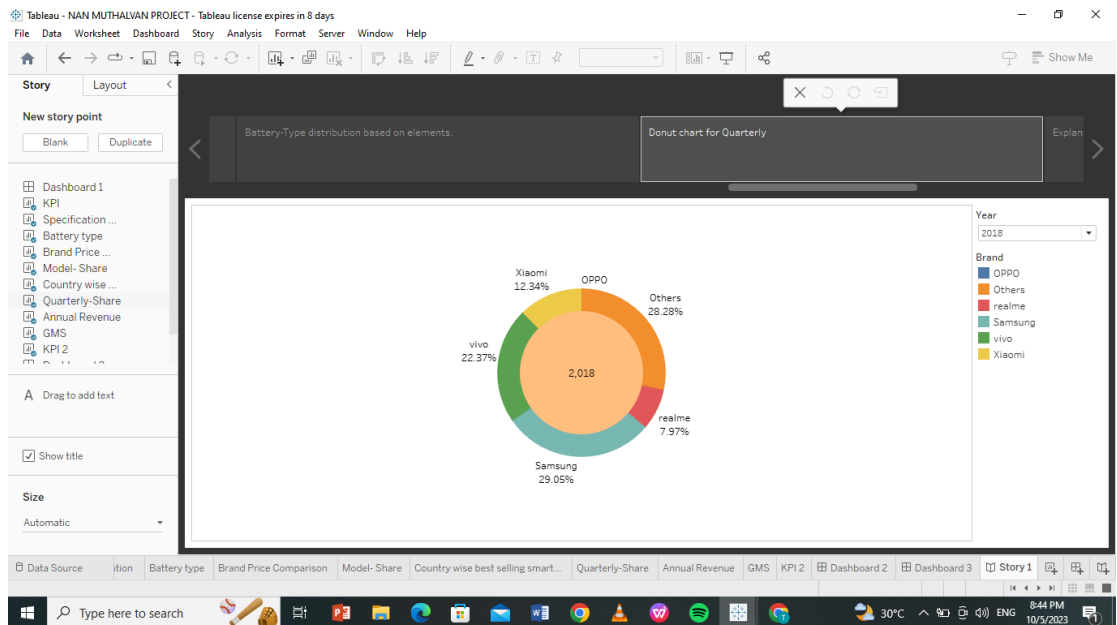 Tableau - NAN MUTHALVAN PROJECT - Tableau license expires in 8 days
File Data Worksheet Dashboard Story Analysis Format Server Window Help
Show Me
Story Layout
New story point
Blank Duplicate
Dashboard 1
KPI
Specification ...
Battery type
Brand Price ...
Model- Share
Country wise ...
Quarterly-Share
Annual Revenue
GMS
KPI 2
A Drag to add text
Show title
Size
Automatic
Battery-Type distribution based on elements.
Donut chart for Quarterly
Explan
Xiaomi
12.34%
OPPO
Others
28.28%
vivo
22.37%
2,018
realme
7.97%
Samsung
29.05%
Year
2018
Brand
OPPO
Others
realme
Samsung
vivo
Xiaomi
Data Source ition Battery type Brand Price Comparison Model- Share Country wise best selling smart... Quarterly-Share Annual Revenue GMS KPI 2 Dashboard 2 Dashboard 3 Story 1
Type here to search
30°C
ENG
8:44 PM
10/5/2023